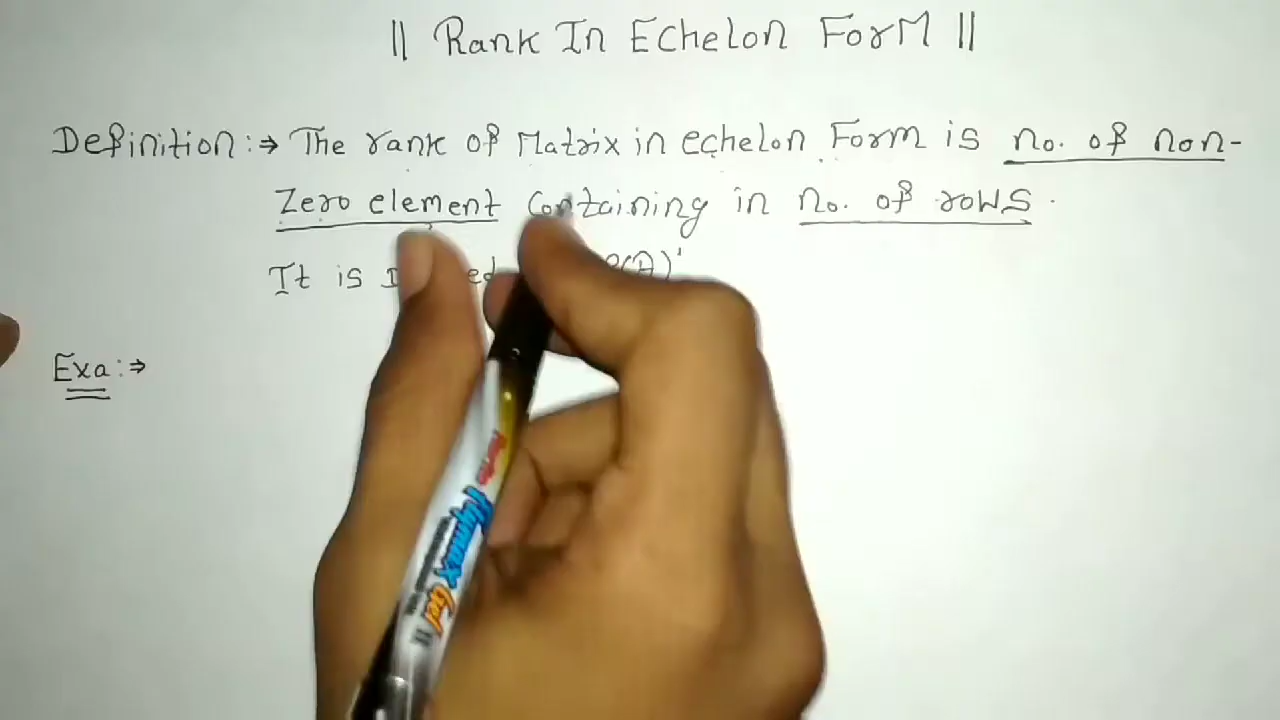 || Rank In Echelon Form ||
Definition:→ The rank of Matrix in echelon Form is no. of non-
Zero element Containing in no. of rows.
It is
Exa:→